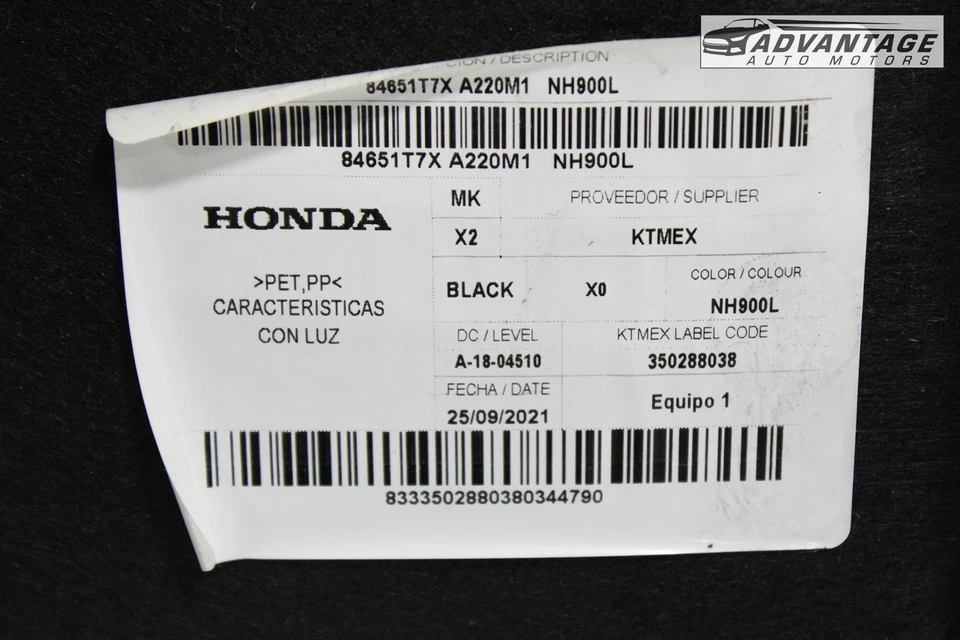 ADVANTAGE
AUTO MOTORS
/ DESCRIPTION
84651T7X A220M1 NH900L
84651T7X A220M1 NH900L
HONDA
>PET,PP<
CARACTERISTICAS
CON LUZ
MK
PROVEEDOR / SUPPLIER
X2
KTMEX
BLACK
X0
COLOR / COLOUR
NH900L
DC / LEVEL
KTMEX LABEL CODE
A-18-04510
350288038
FECHA / DATE
25/09/2021
Equipo 1
8333502880380344790